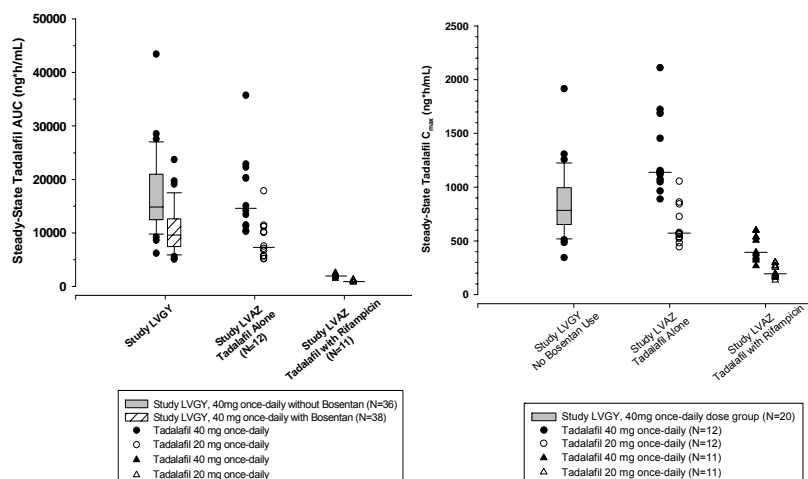 Steady-State Tadalafil AUC (ng*h/mL)
50000
40000
30000
20000
10000
0
Study LVGY
Study LVAZ
Tadalafil Alone
(N=12)
Study LVAZ
Tadalafil with Rifampicin
(N=11)
Study LVGY, 40mg once-daily without Bosentan (N=36)
Study LVGY, 40 mg once-daily with Bosentan (N=38)
Tadalafil 40 mg once-daily
Tadalafil 20 mg once-daily
Tadalafil 40 mg once-daily
Tadalafil 20 mg once-daily
Steady-State Tadalafil Cmax (ng*h/mL)
2500
2000
1500
1000
500
0
Study LVGY
No Bosentan Use
Study LVAZ
Tadalafil Alone
Study LVAZ
Tadalafil with Rifampicin
Study LVGY, 40mg once-daily dose group (N=20)
Tadalafil 40 mg once-daily (N=12)
Tadalafil 20 mg once-daily (N=12)
Tadalafil 40 mg once-daily (N=11)
Tadalafil 20 mg once-daily (N=11)